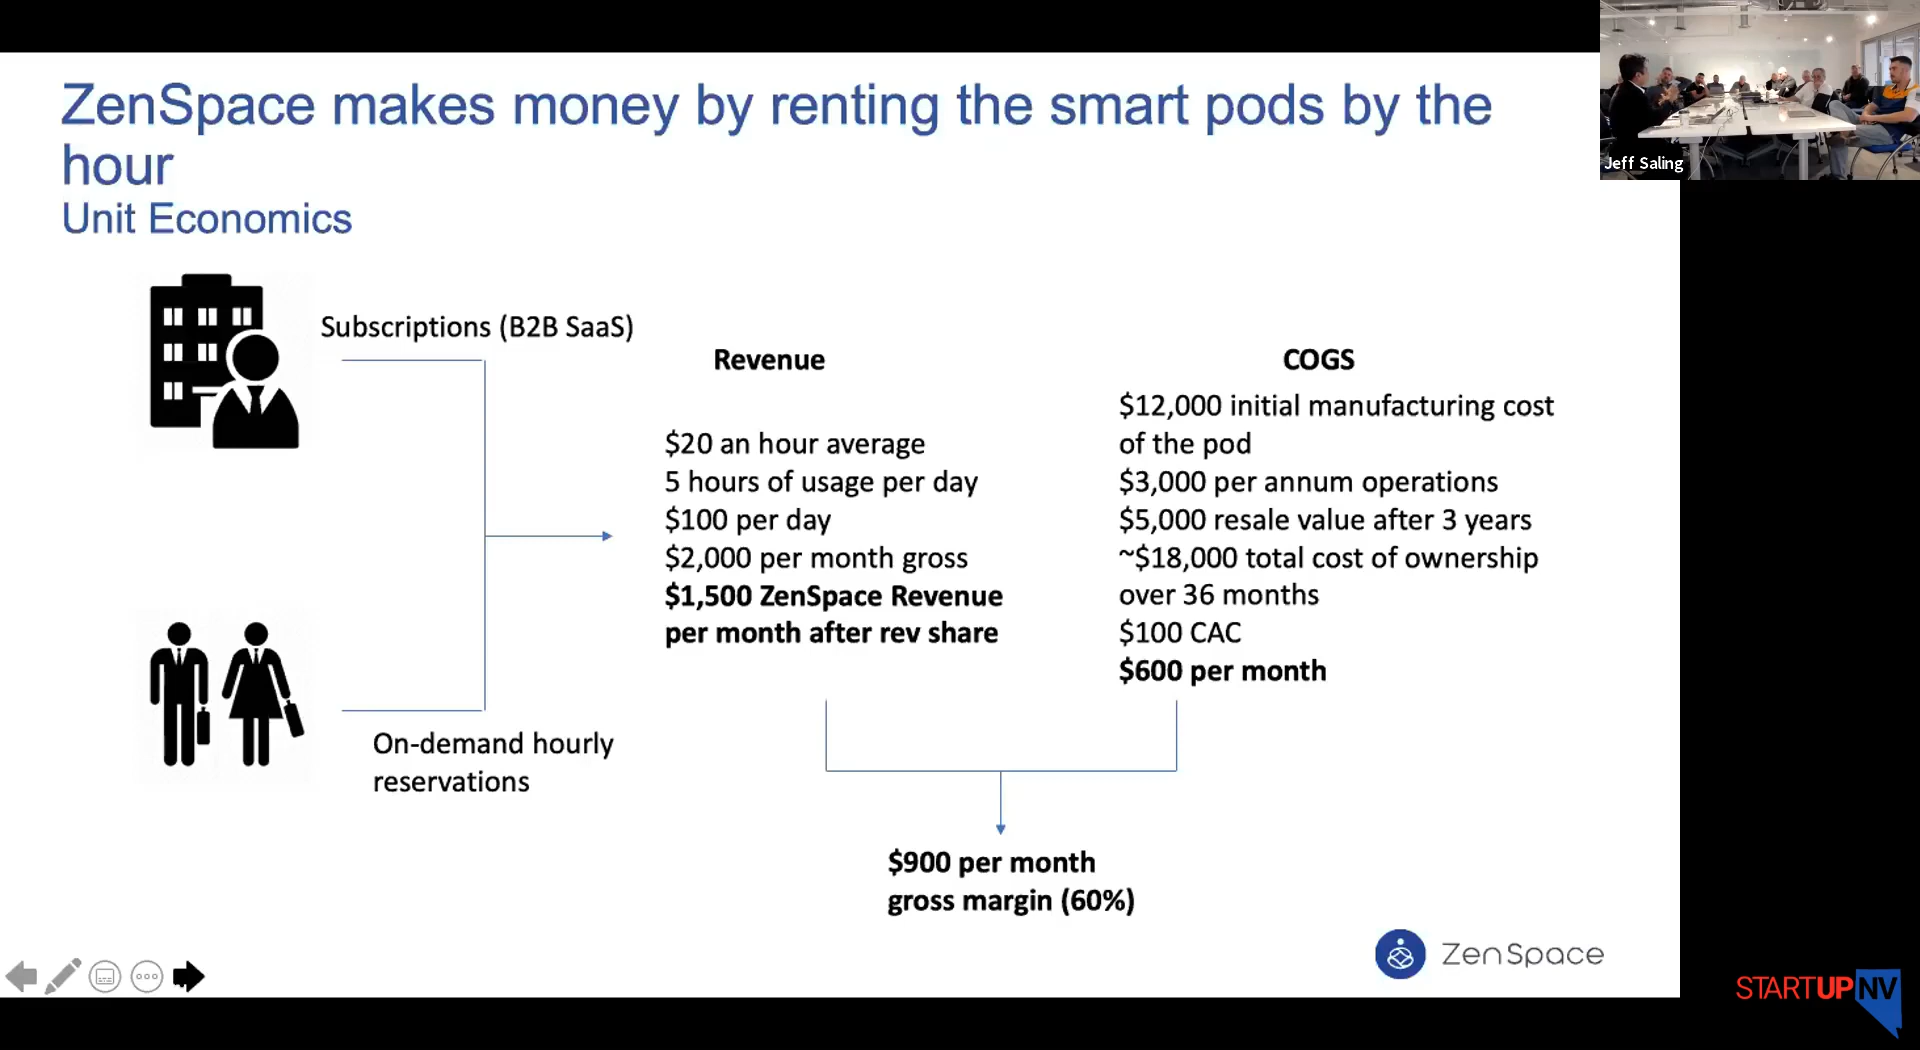 ZenSpace makes money by renting the smart pods by the
hour
Unit Economics
Jeff Saling
Subscriptions (B2B SaaS)
On-demand hourly
reservations
Revenue
$20 an hour average
5 hours of usage per day
$100 per day
$2,000 per month gross
$1,500 ZenSpace Revenue
per month after rev share
COGS
$12,000 initial manufacturing cost
of the pod
$3,000 per annum operations
$5,000 resale value after 3 years
~$18,000 total cost of ownership
over 36 months
$100 CAC
$600 per month
$900 per month
gross margin (60%)
ZenSpace
STARTUPNV